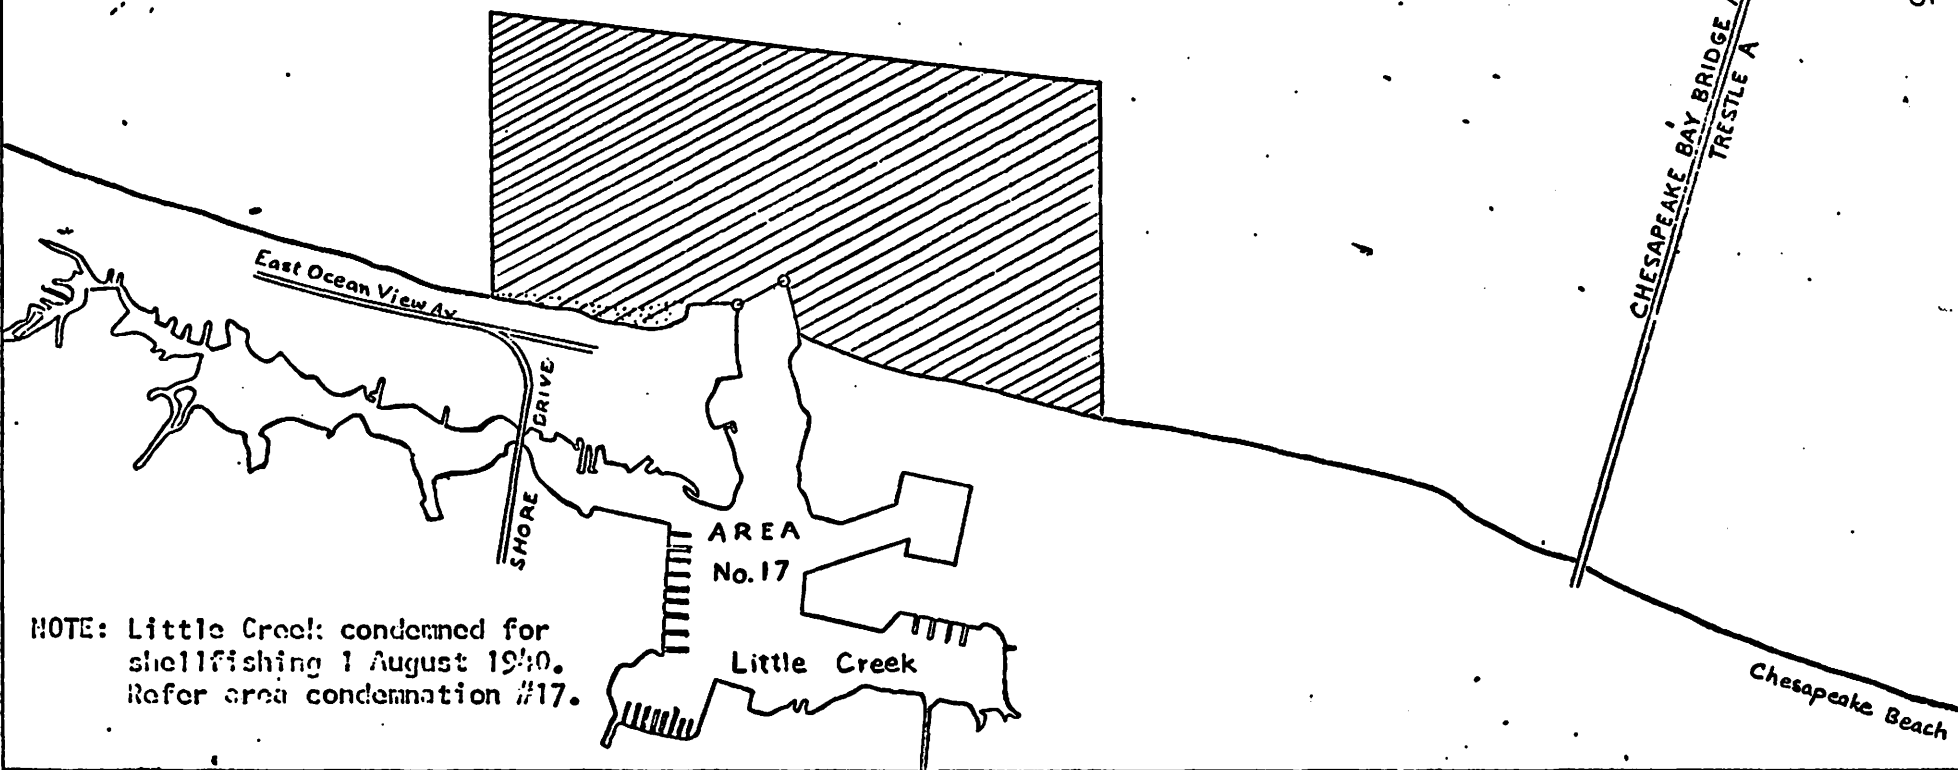 CHESAPEAKE BAY BRIDGE
TRESTLE A
East Ocean View Av
SHORE DRIVE
AREA
No. 17
Little Creek
NOTE: Little Creek condemned for
shellfishing 1 August
Refer area condemnation #17.
Chesapeake Beach